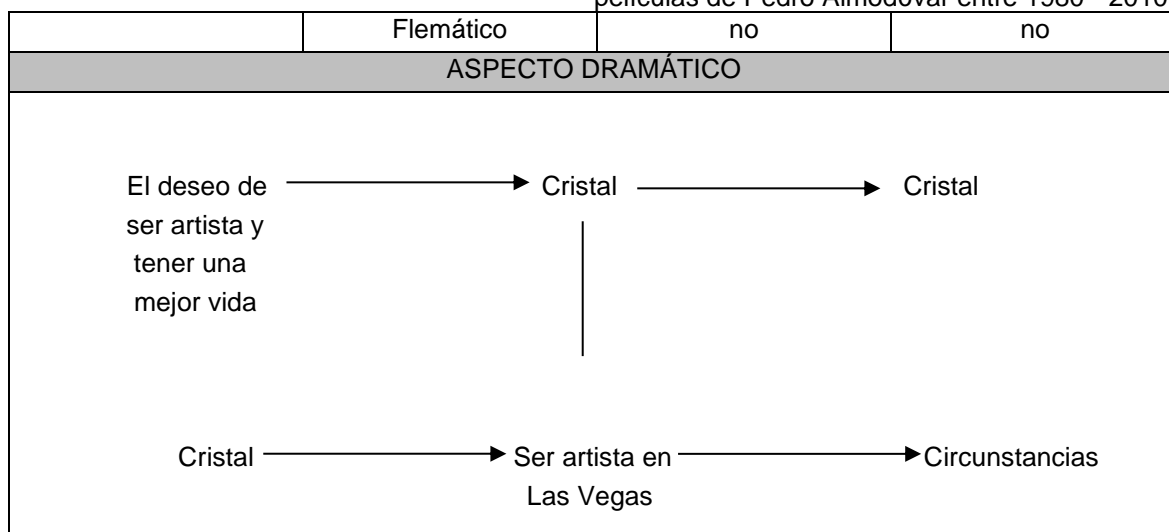 películas de Pedro Almodóvar entre 1980 - 2010
Flemático no no
ASPECTO DRAMÁTICO
El deseo de Cristal Cristal
ser artista y
tener una
mejor vida
Cristal Ser artista en Circunstancias
Las Vegas